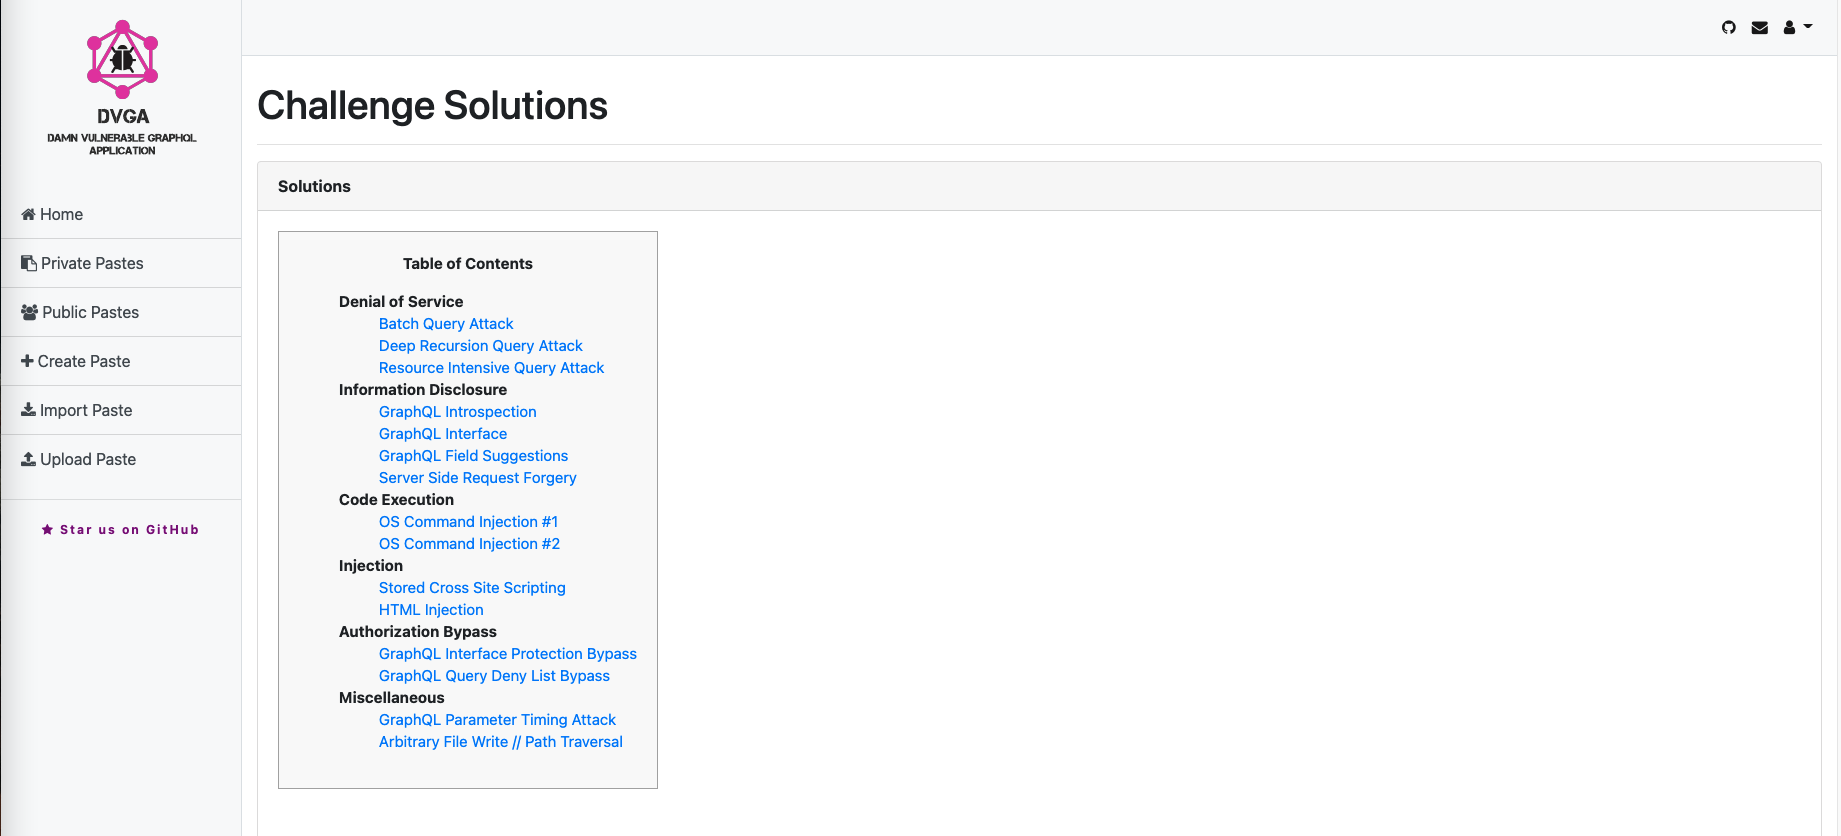 DVGA
DAMN VULNERABLE GRAPHQL
APPLICATION
Home
Private Pastes
Public Pastes
Create Paste
Import Paste
Upload Paste
Star us on GitHub
Challenge Solutions
Solutions
Table of Contents
Denial of Service
Batch Query Attack
Deep Recursion Query Attack
Resource Intensive Query Attack
Information Disclosure
GraphQL Introspection
GraphQL Interface
GraphQL Field Suggestions
Server Side Request Forgery
Code Execution
OS Command Injection #1
OS Command Injection #2
Injection
Stored Cross Site Scripting
HTML Injection
Authorization Bypass
GraphQL Interface Protection Bypass
GraphQL Query Deny List Bypass
Miscellaneous
GraphQL Parameter Timing Attack
Arbitrary File Write // Path Traversal